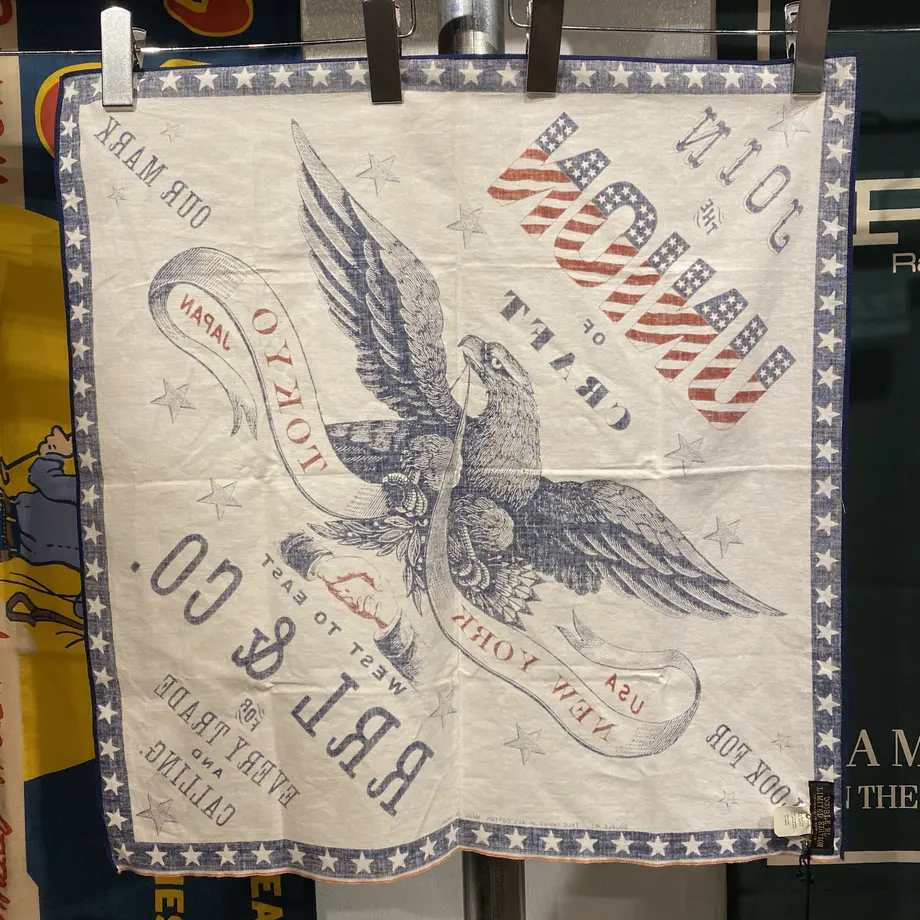 JOIN
THE
UNION
OF
CRAFT
OUR MARK
TOKYO
JAPAN
NEW YORK
USA
WEST TO EAST
RRL & CO.
FOR
EVERY TRADE
AND
CALLING.
LOOK FOR
A M
THE